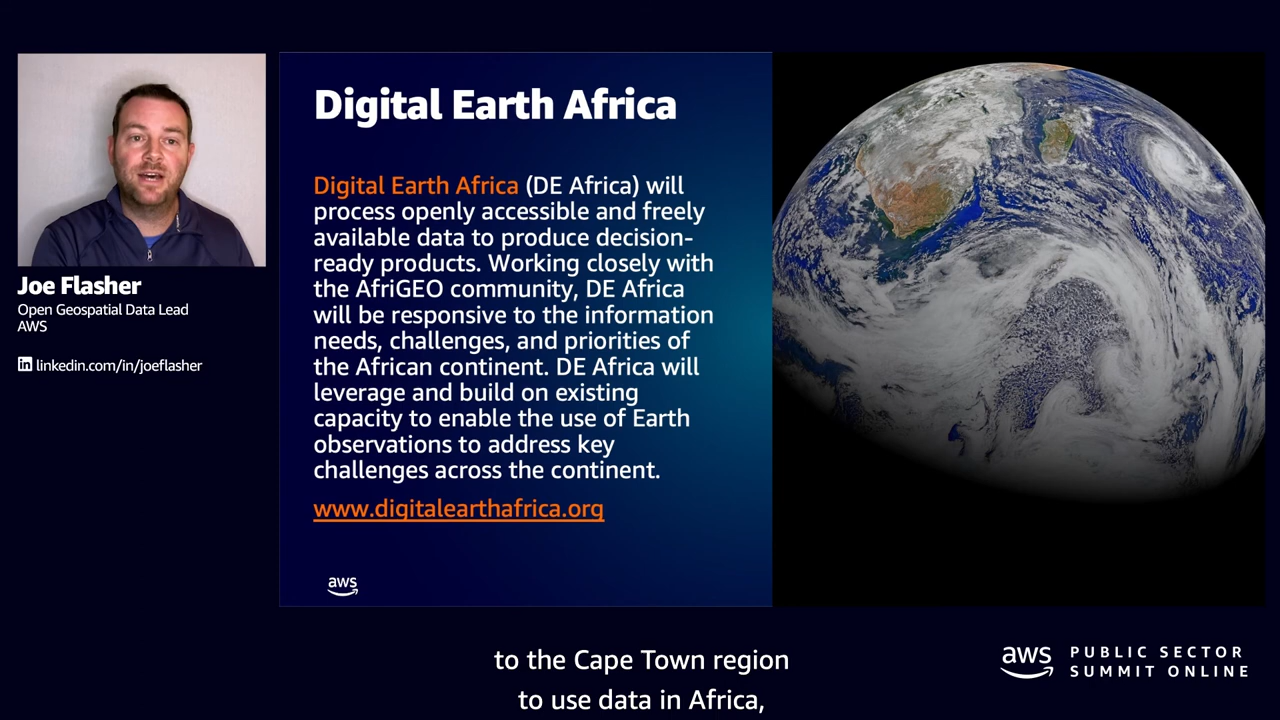 Joe Flasher
Open Geospatial Data Lead
AWS
in linkedin.com/in/joeflasher
Digital Earth Africa
Digital Earth Africa (DE Africa) will
process openly accessible and freely
available data to produce decision-
ready products. Working closely with
the AfriGEO community, DE Africa
will be responsive to the information
needs, challenges, and priorities of
the African continent. DE Africa will
leverage and build on existing
capacity to enable the use of Earth
observations to address key
challenges across the continent.
www.digitalearthafrica.org
aws
to the Cape Town region
to use data in Africa,
aws PUBLIC SECTOR
SUMMIT ONLINE